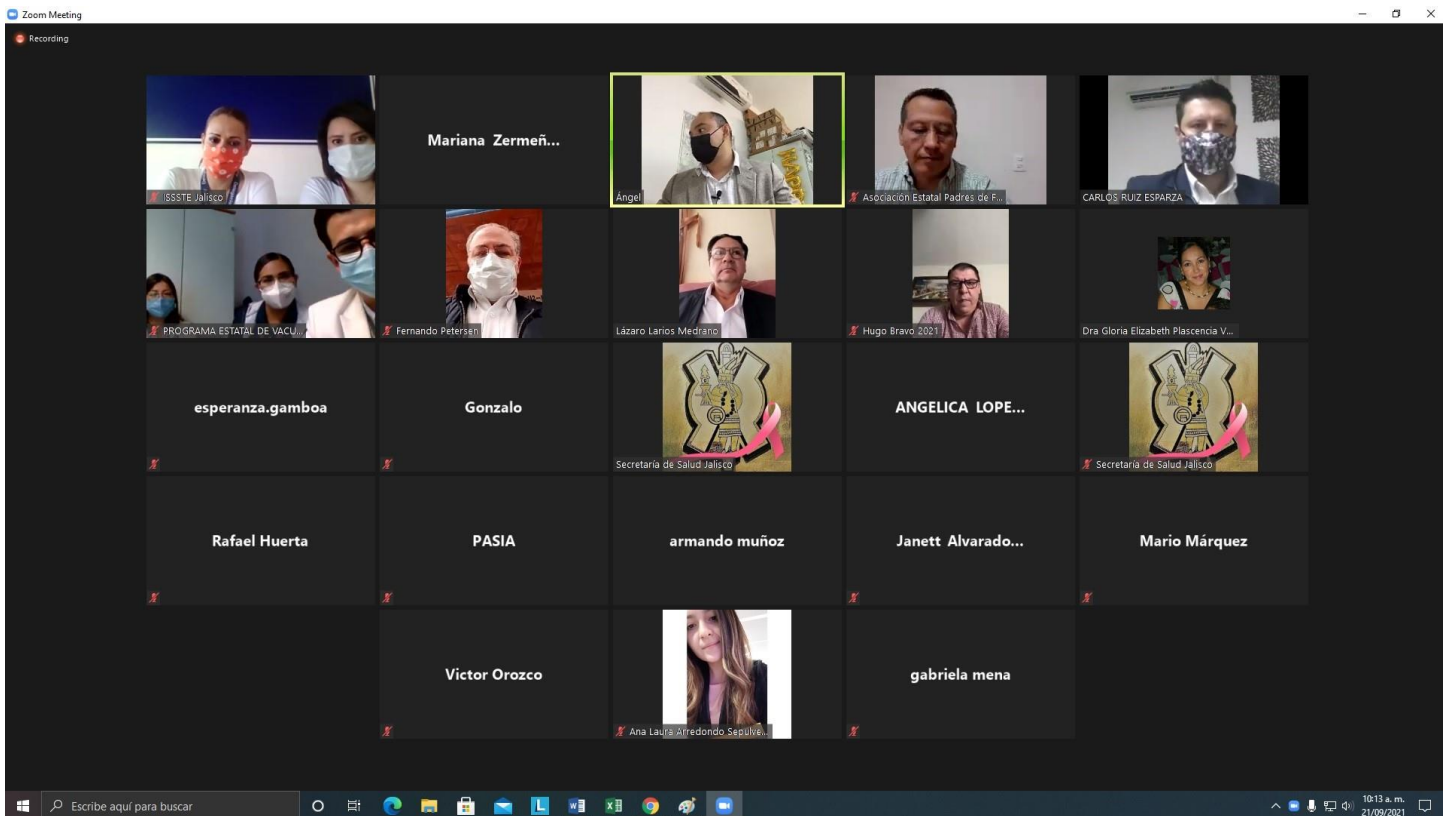 Zoom Meeting
Recording
ISSSTE Jalisco
Mariana Zermeñ...
Ángel
Asociación Estatal Padres de F...
CARLOS RUIZ ESPARZA
PROGRAMA ESTATAL DE VACU...
Fernando Petersen
Lázaro Larios Medrano
Hugo Bravo 2021
Dra Gloria Elizabeth Plascencia V...
esperanza.gamboa
Gonzalo
Secretaría de Salud Jalisco
ANGELICA LOPE...
Secretaría de Salud Jalisco
Rafael Huerta
PASIA
armando muñoz
Janett Alvarado...
Mario Márquez
Victor Orozco
Ana Laura Arredondo Sepulve...
gabriela mena
Escribe aquí para buscar
10:13 a. m.
21/09/2021